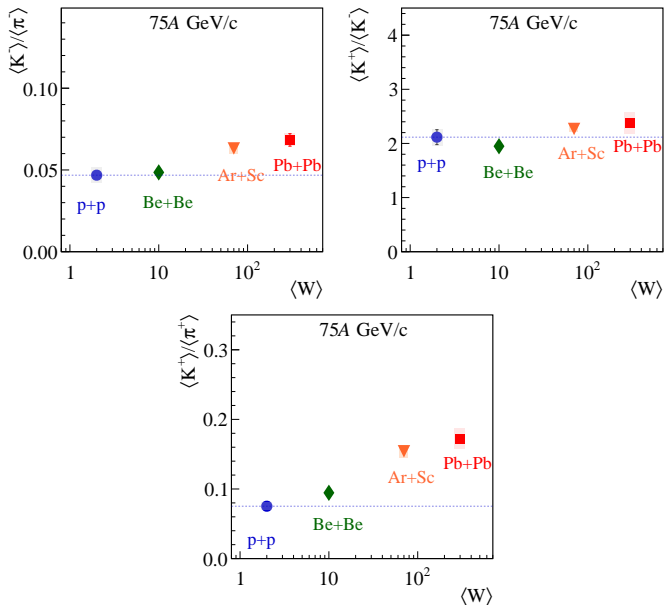 75A GeV/c
⟨K⁻⟩/⟨π⁻⟩
0.10
0.05
0.00
p+p
Be+Be
Ar+Sc
Pb+Pb
1
10
10²
⟨W⟩
75A GeV/c
⟨K⁺⟩/⟨K⁻⟩
4
2
0
p+p
Be+Be
Ar+Sc
Pb+Pb
1
10
10²
⟨W⟩
75A GeV/c
⟨K⁺⟩/⟨π⁺⟩
0.3
0.2
0.1
0.0
p+p
Be+Be
Ar+Sc
Pb+Pb
1
10
10²
⟨W⟩